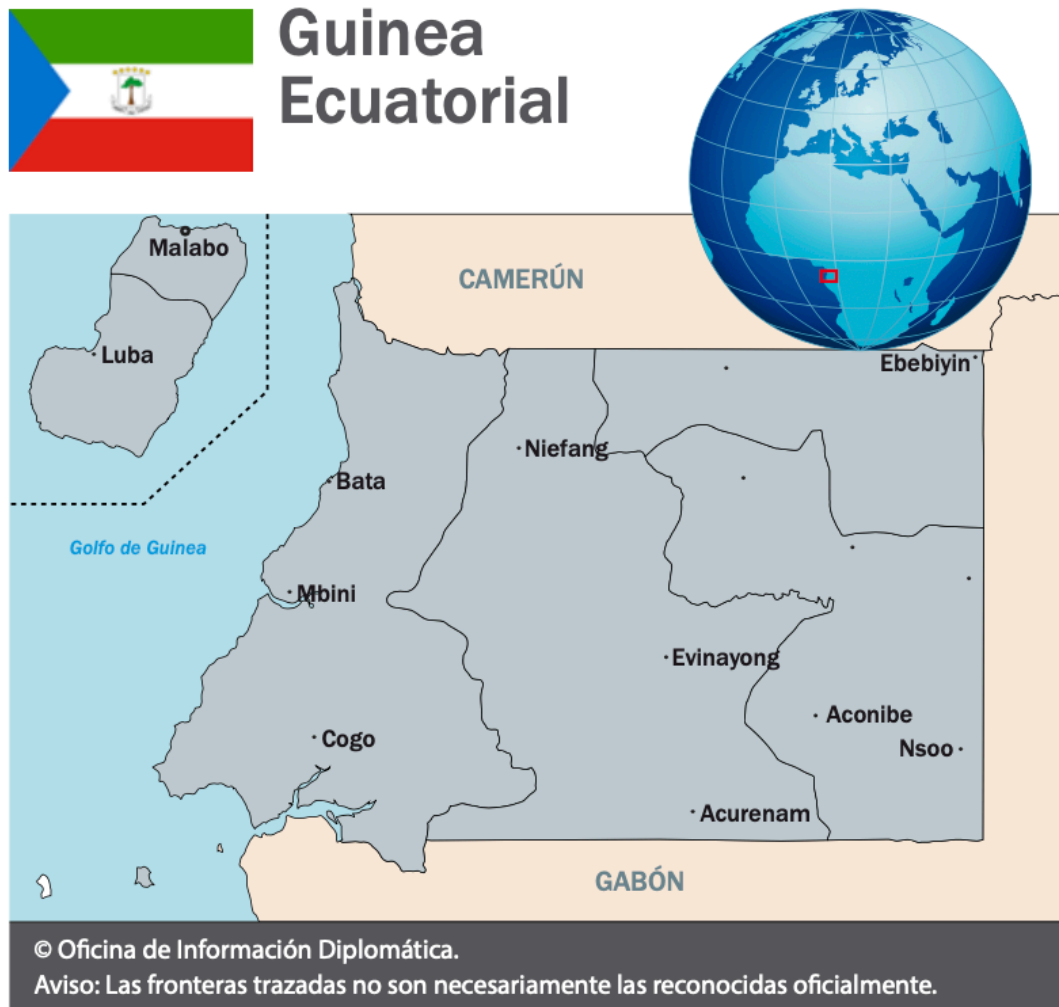 Guinea
Ecuatorial
Malabo
CAMERÚN
Luba
Ebebiyin
Niefang
Bata
Golfo de Guinea
Mbini
Evinayong
Aconibe
Cogo
Nsoo
Acurenam
GABÓN
© Oficina de Información Diplomática.
Aviso: Las fronteras trazadas no son necesariamente las reconocidas oficialmente.